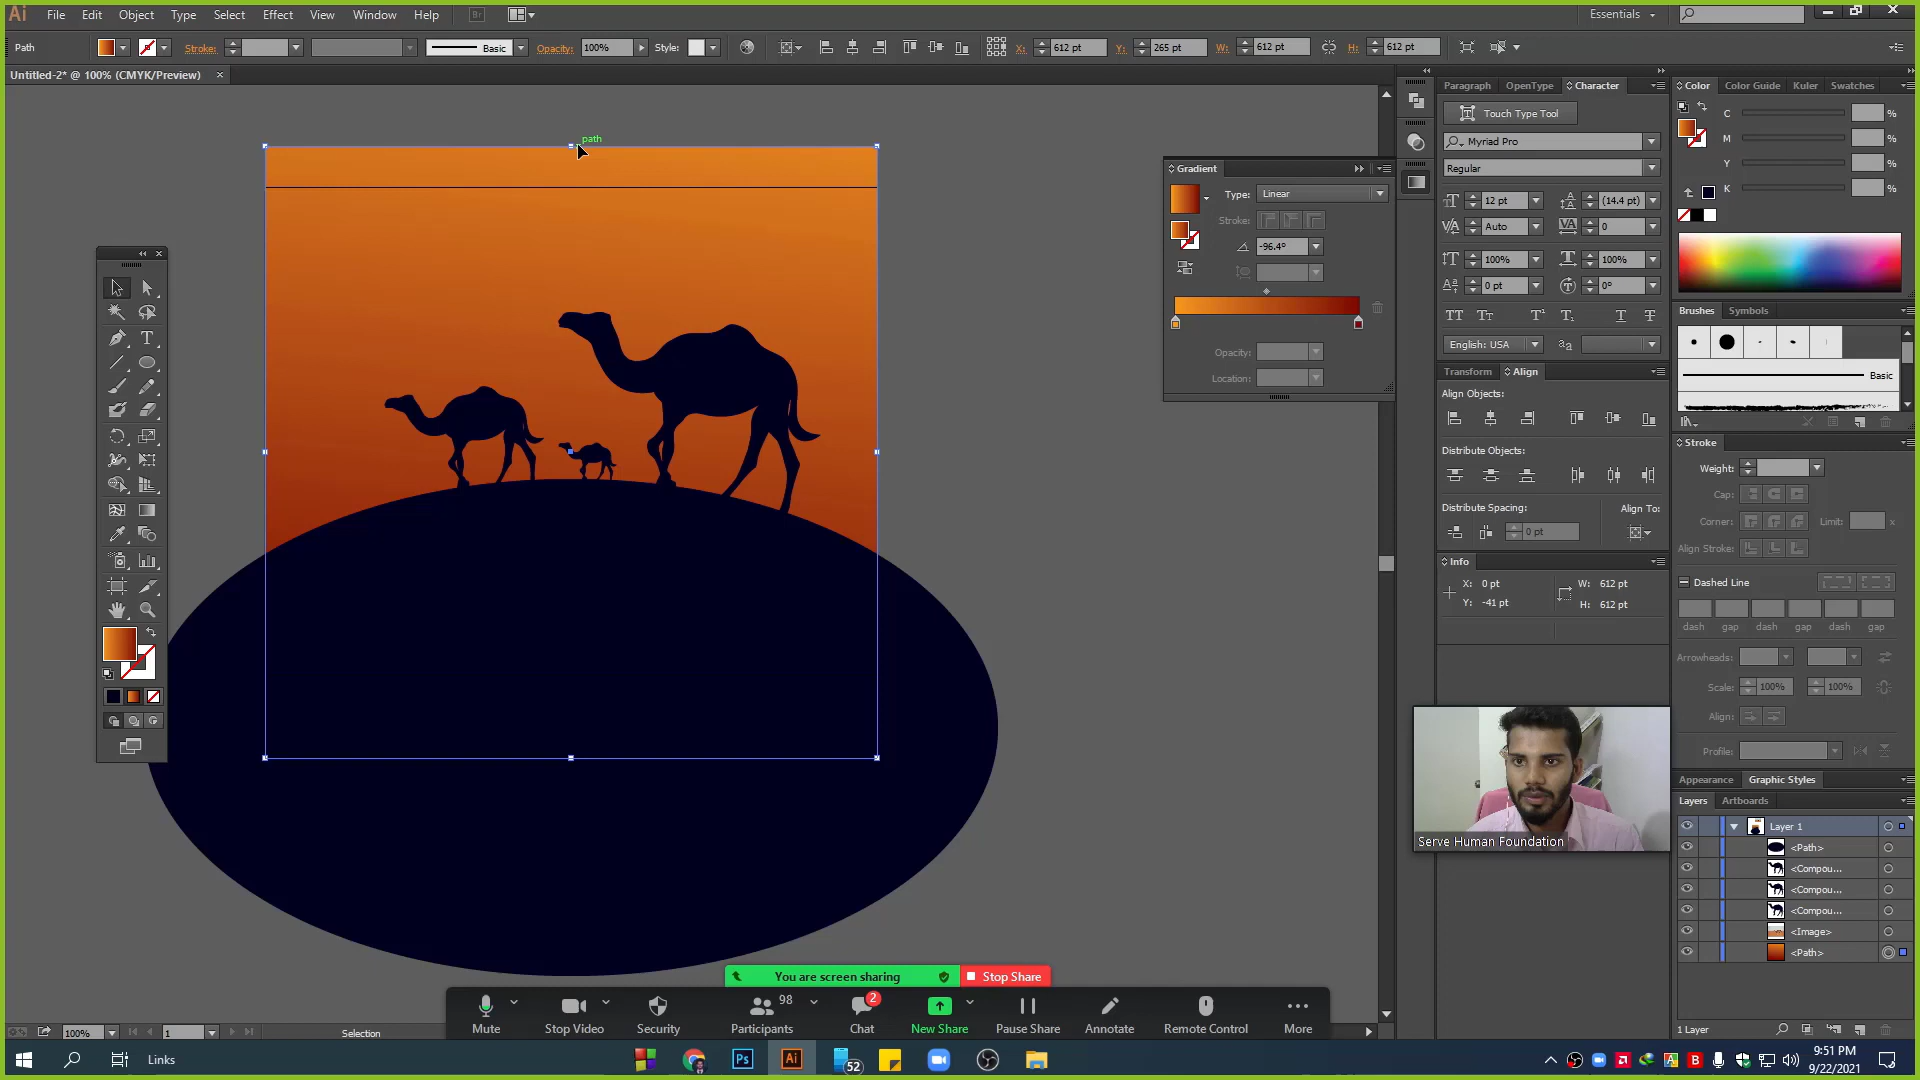 Ai File Edit Object Type Select Effect View Window Help Br Essentials
Path Stroke: Basic Opacity: 100% Style: X: 612 pt Y: 265 pt W: 612 pt H: 612 pt
Untitled-2* @ 100% (CMYK/Preview)
path
Gradient
Type: Linear
Stroke:
-96.4°
Opacity:
Location:
Paragraph OpenType Character
Touch Type Tool
Myriad Pro
Regular
12 pt (14.4 pt)
Auto 0
100% 100%
0 pt 0°
English: USA
Transform Align
Align Objects:
Distribute Objects:
Distribute Spacing: Align To:
0 pt
Info
X: 0 pt W: 612 pt
Y: -41 pt H: 612 pt
Color Color Guide Kuler Swatches
C %
M %
Y %
K %
Brushes Symbols
Basic
Stroke
Weight:
Cap:
Corner: Limit: x
Align Stroke:
Dashed Line
dash gap dash gap dash gap
Arrowheads:
Scale: 100% 100%
Align:
Profile:
Appearance Graphic Styles
Layers Artboards
Layer 1
<Path>
<Compou...
<Compou...
<Compou...
<Image>
<Path>
1 Layer
Serve Human Foundation
You are screen sharing Stop Share
98 2
Mute Stop Video Security Participants Chat New Share Pause Share Annotate Remote Control More
100% 1 Selection
Links
Ps Ai 52
9:51 PM
9/22/2021